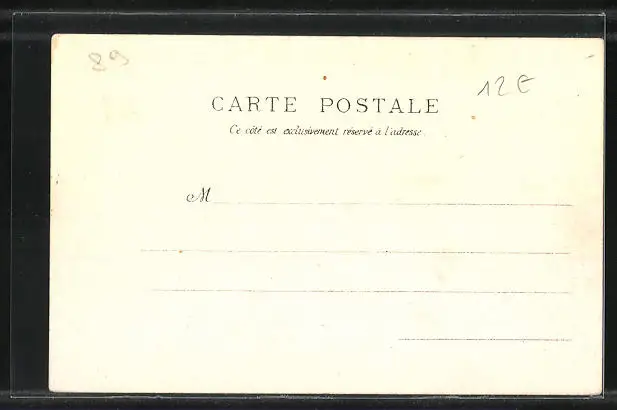 89
12€
CARTE POSTALE
Ce côté est exclusivement réservé à l'adresse.
M